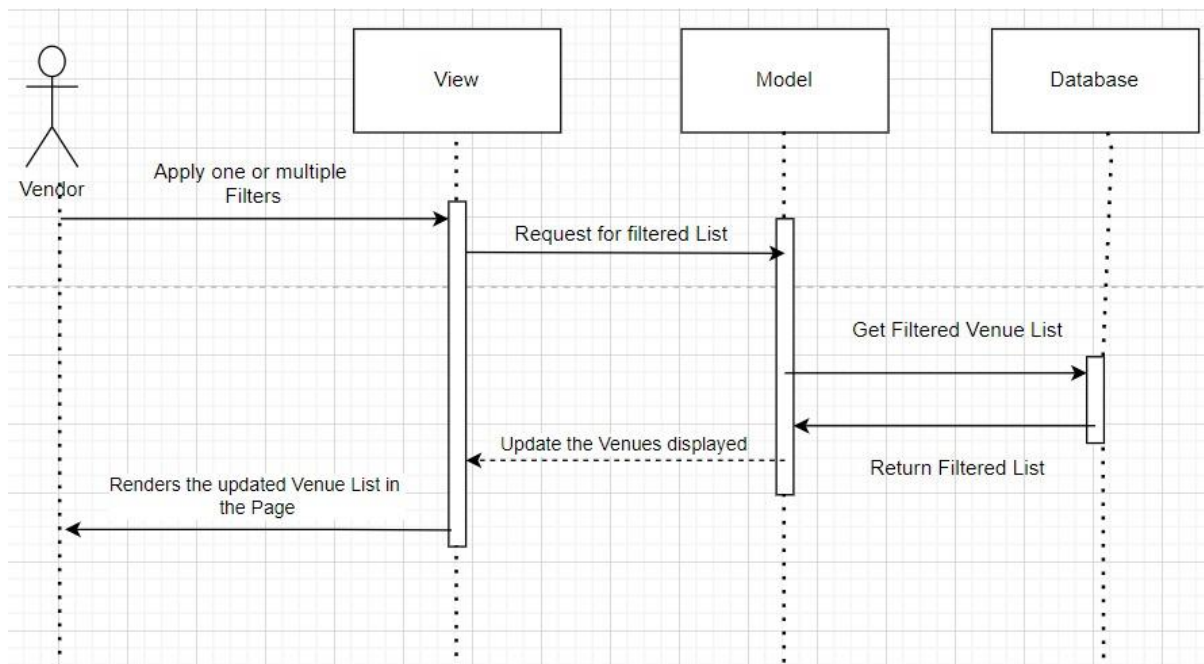 View
Model
Database
Vendor
Apply one or multiple
Filters
Request for filtered List
Get Filtered Venue List
Update the Venues displayed
Return Filtered List
Renders the updated Venue List in
the Page